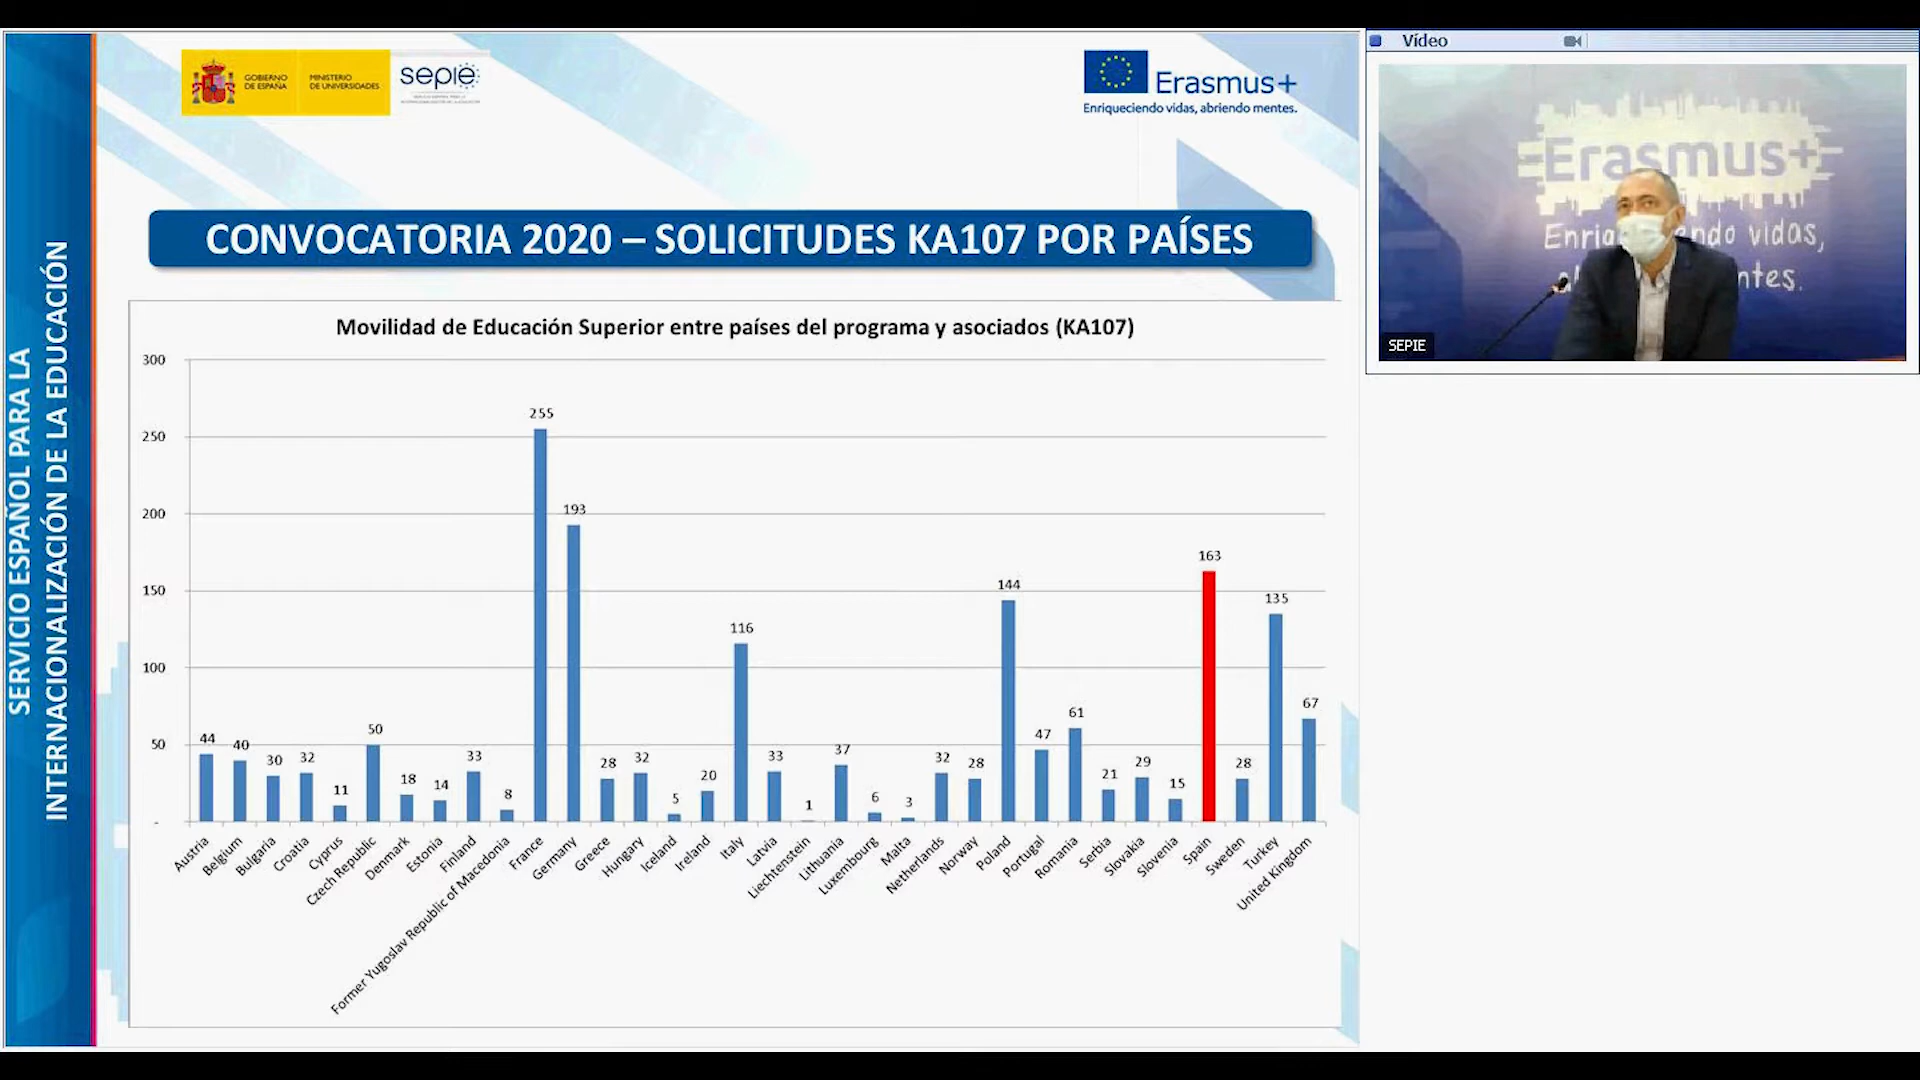 SERVICIO ESPAÑOL PARA LA
INTERNACIONALIZACIÓN DE LA EDUCACIÓN
GOBIERNO
DE ESPAÑA
MINISTERIO
DE UNIVERSIDADES
sepie
Erasmus+
Enriqueciendo vidas, abriendo mentes.
CONVOCATORIA 2020 – SOLICITUDES KA107 POR PAÍSES
Movilidad de Educación Superior entre países del programa y asociados (KA107)
300
250
200
150
100
50
-
44
40
30
32
11
50
18
14
33
8
255
193
28
32
5
20
116
33
1
37
6
3
32
28
144
47
61
21
29
15
163
28
135
67
Austria
Belgium
Bulgaria
Croatia
Cyprus
Czech Republic
Denmark
Estonia
Finland
Former Yugoslav Republic of Macedonia
France
Germany
Greece
Hungary
Iceland
Ireland
Italy
Latvia
Liechtenstein
Lithuania
Luxembourg
Malta
Netherlands
Norway
Poland
Portugal
Romania
Serbia
Slovakia
Slovenia
Spain
Sweden
Turkey
United Kingdom
Vídeo
Erasmus+
vidas,
SEPIE